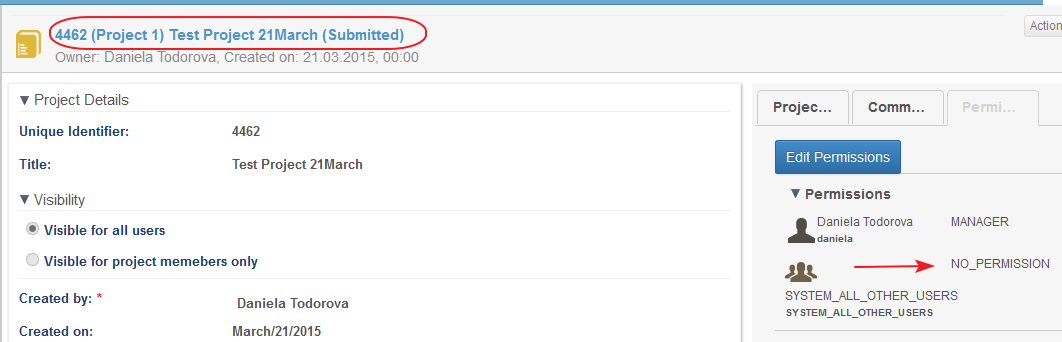 4462 (Project 1) Test Project 21March (Submitted)
Owner: Daniela Todorova, Created on: 21.03.2015, 00:00
Action
▼ Project Details
Unique Identifier: 4462
Title: Test Project 21March
▼ Visibility
Visible for all users
Visible for project memebers only
Created by: * Daniela Todorova
Created on: March/21/2015
Projec... Comm... Permi...
Edit Permissions
▼ Permissions
Daniela Todorova MANAGER
daniela
NO_PERMISSION
SYSTEM_ALL_OTHER_USERS
SYSTEM_ALL_OTHER_USERS